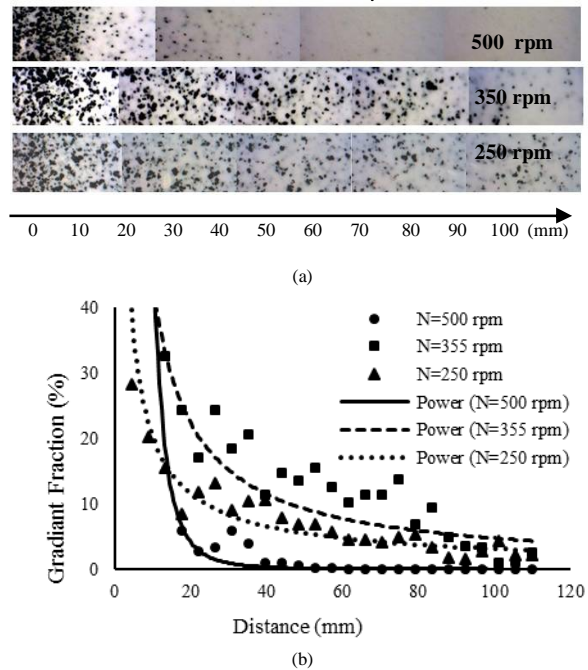 500 rpm
350 rpm
250 rpm
0 10 20 30 40 50 60 70 80 90 100 (mm)
(a)
40
30
20
10
0
Gradiant Fraction (%)
N=500 rpm
N=355 rpm
N=250 rpm
Power (N=500 rpm)
Power (N=355 rpm)
Power (N=250 rpm)
0 20 40 60 80 100 120
Distance (mm)
(b)